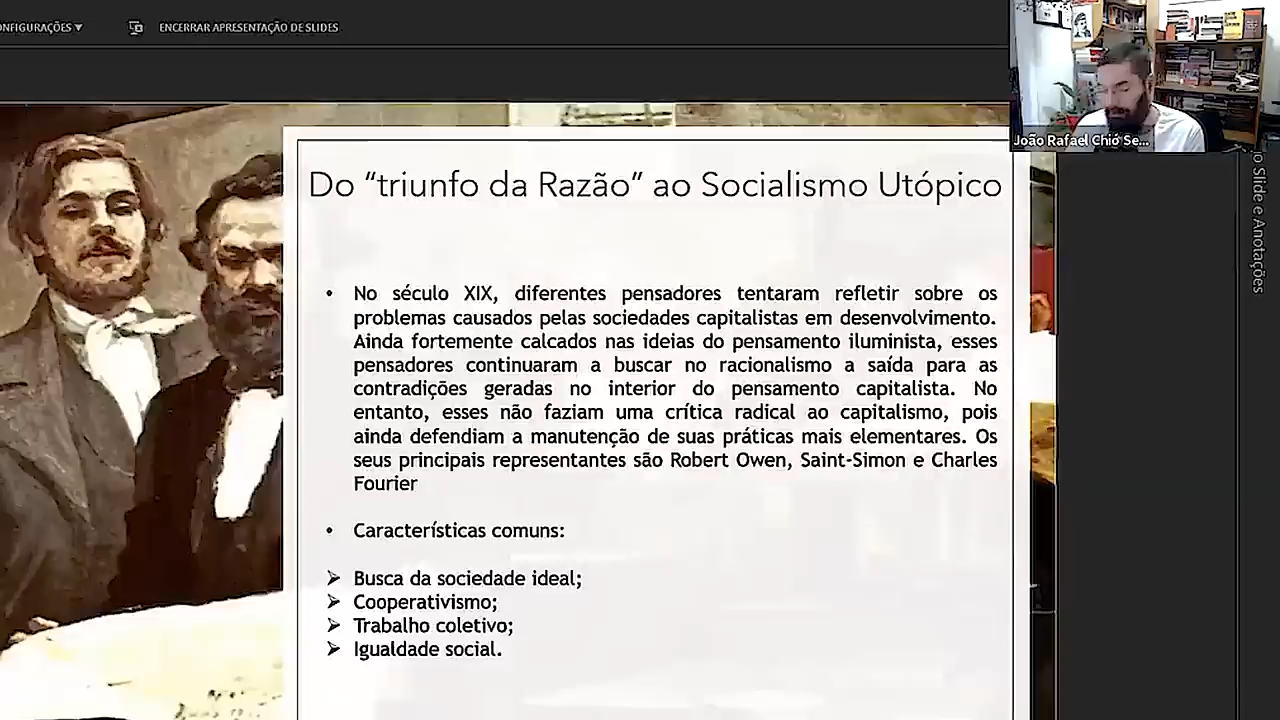 ENCERRAR APRESENTAÇÃO DE SLIDES
João Rafael Chió Se...
Slide e Anotações
Do “triunfo da Razão” ao Socialismo Utópico
• No século XIX, diferentes pensadores tentaram refletir sobre os
problemas causados pelas sociedades capitalistas em desenvolvimento.
Ainda fortemente calcados nas ideias do pensamento iluminista, esses
pensadores continuaram a buscar no racionalismo a saída para as
contradições geradas no interior do pensamento capitalista. No
entanto, esses não faziam uma crítica radical ao capitalismo, pois
ainda defendiam a manutenção de suas práticas mais elementares. Os
seus principais representantes são Robert Owen, Saint-Simon e Charles
Fourier
• Características comuns:
➢ Busca da sociedade ideal;
➢ Cooperativismo;
➢ Trabalho coletivo;
➢ Igualdade social.